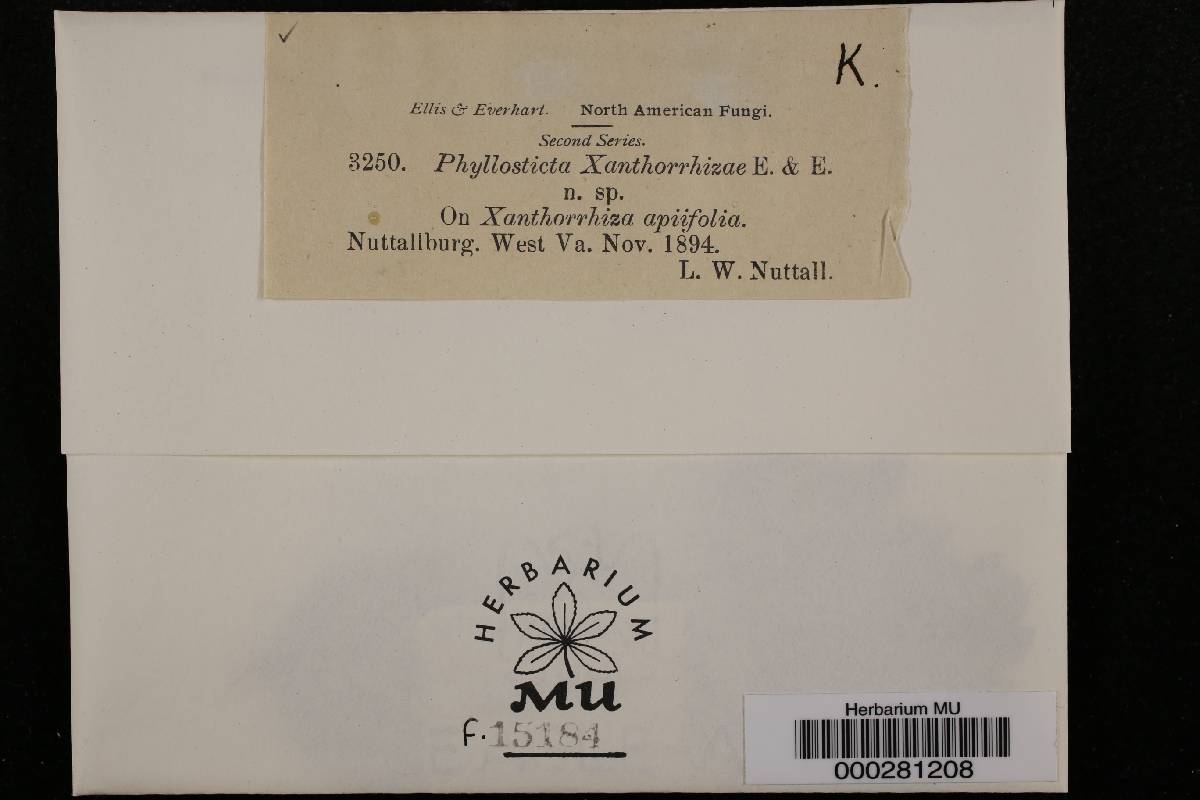 K.
Ellis & Everhart. North American Fungi.
Second Series.
3250. Phyllosticta Xanthorrhizae E. & E.
n. sp.
On Xanthorrhiza apiifolia.
Nuttallburg. West Va. Nov. 1894.
L. W. Nuttall.
HERBARIUM
MU
F. 15184
Herbarium MU
000281208